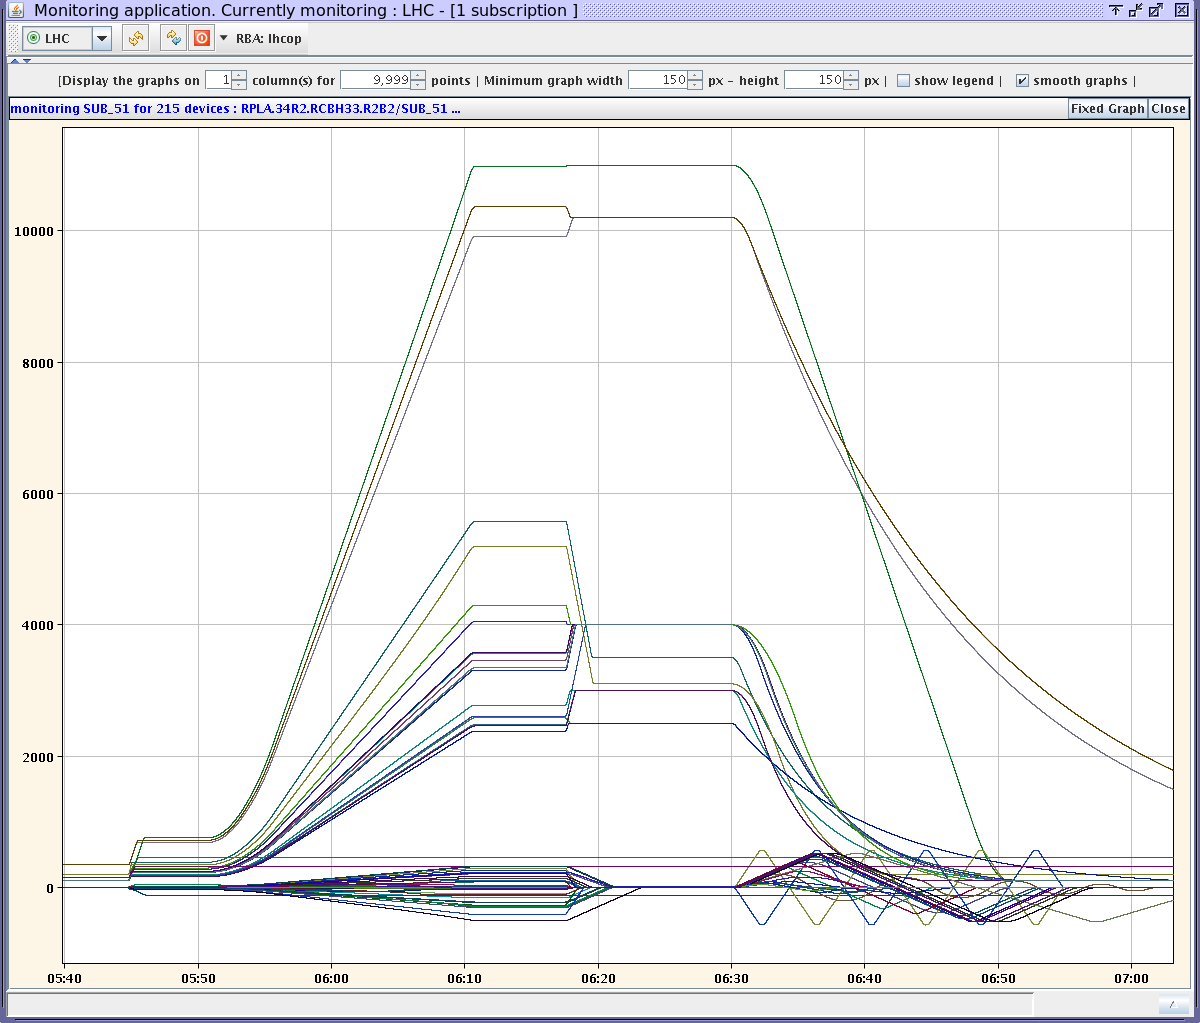 Monitoring application. Currently monitoring : LHC - [1 subscription ]
LHC RBA: lhcop
[Display the graphs on 1 column(s) for 9,999 points | Minimum graph width 150 px - height 150 px | show legend | smooth graphs |
monitoring SUB_51 for 215 devices : RPLA.34R2.RCBH33.R2B2/SUB_51 ... Fixed Graph Close
10000
8000
6000
4000
2000
0
05:40 05:50 06:00 06:10 06:20 06:30 06:40 06:50 07:00